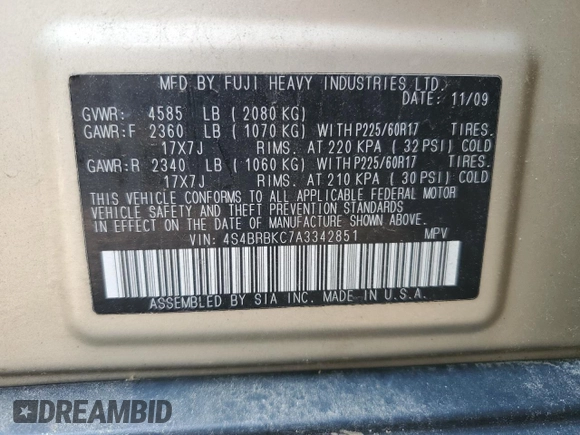 MFD BY FUJI HEAVY INDUSTRIES LTD.
DATE: 11/09
GVWR: 4585 LB ( 2080 KG)
GAWR:F 2360 LB ( 1070 KG) WITH P225/60R17 TIRES.
17X7J RIMS. AT 220 KPA ( 32 PSI) COLD
GAWR:R 2340 LB ( 1060 KG) WITH P225/60R17 TIRES.
17X7J RIMS. AT 210 KPA ( 30 PSI) COLD
THIS VEHICLE CONFORMS TO ALL APPLICABLE FEDERAL MOTOR
VEHICLE SAFETY AND THEFT PREVENTION STANDARDS
IN EFFECT ON THE DATE OF MANUFACTURE SHOWN ABOVE.
VIN: 4S4BRBKC7A3342851 MPV
ASSEMBLED BY SIA INC. MADE IN U.S.A.
DREAMBID